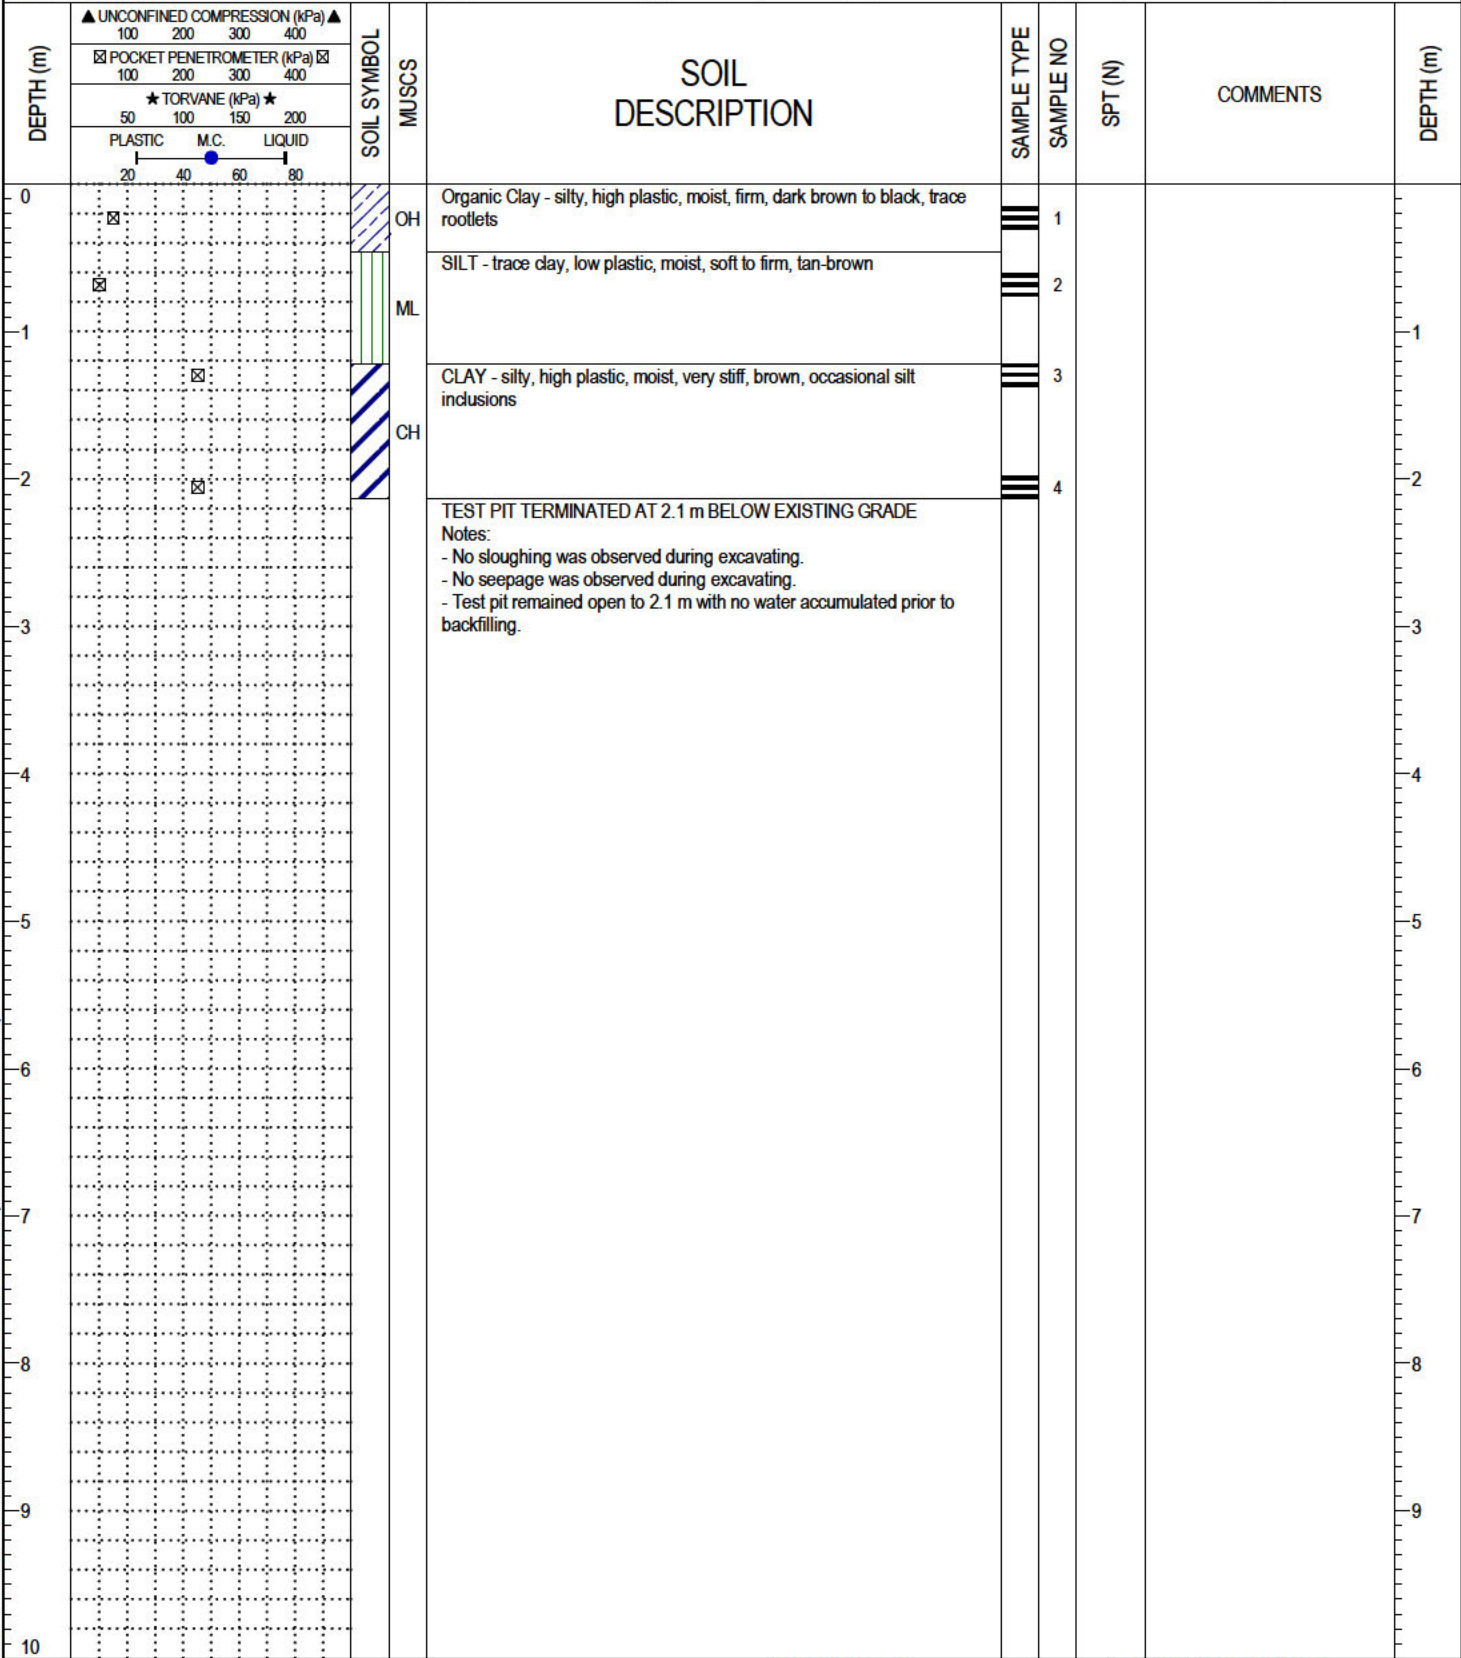 ▲ UNCONFINED COMPRESSION (kPa) ▲
100 200 300 400
☒ POCKET PENETROMETER (kPa) ☒
100 200 300 400
★ TORVANE (kPa) ★
50 100 150 200
PLASTIC M.C. LIQUID
20 40 60 80
DEPTH (m)
SOIL SYMBOL
MUSCS
SOIL
DESCRIPTION
SAMPLE TYPE
SAMPLE NO
SPT (N)
COMMENTS
DEPTH (m)
0
OH
Organic Clay - silty, high plastic, moist, firm, dark brown to black, trace
rootlets
1
ML
SILT - trace clay, low plastic, moist, soft to firm, tan-brown
2
1
1
CH
CLAY - silty, high plastic, moist, very stiff, brown, occasional silt
inclusions
3
2
4
2
TEST PIT TERMINATED AT 2.1 m BELOW EXISTING GRADE
Notes:
- No sloughing was observed during excavating.
- No seepage was observed during excavating.
- Test pit remained open to 2.1 m with no water accumulated prior to
backfilling.
3
3
4
4
5
5
6
6
7
7
8
8
9
9
10